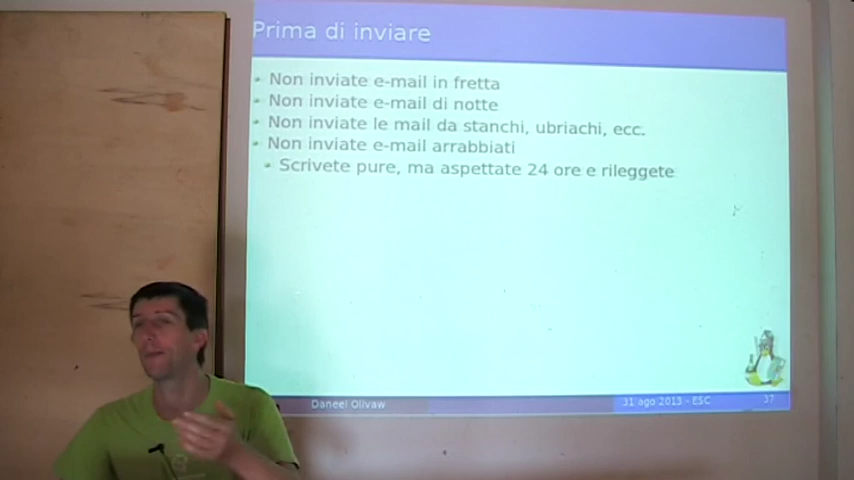 Prima di inviare
Non inviate e-mail in fretta
Non inviate e-mail di notte
Non inviate le mail da stanchi, ubriachi, ecc.
Non inviate e-mail arrabbiati
Scrivete pure, ma aspettate 24 ore e rileggete
Daneel Olivaw
31 ago 2013 - ESC
37